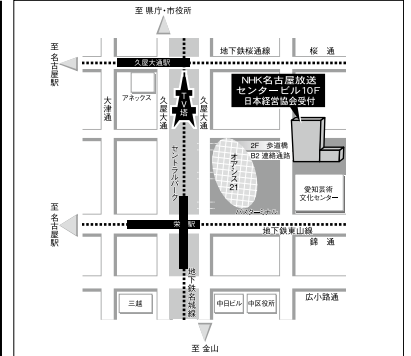 至 県庁・市役所
至 名古屋駅
地下鉄桜通線
桜　通
久屋大通駅
NHK名古屋放送
センタービル10F
日本経営協会受付
アネックス
TV塔
大津通
久屋大通
久屋大通
2F　歩道橋
B2 連絡通路
セントラルパーク
オアシス21
愛知芸術
文化センター
バスターミナル
至 名古屋駅
栄駅
地下鉄東山線
錦　通
地下鉄名城線
三越
中日ビル
中区役所
広小路通
至 金山